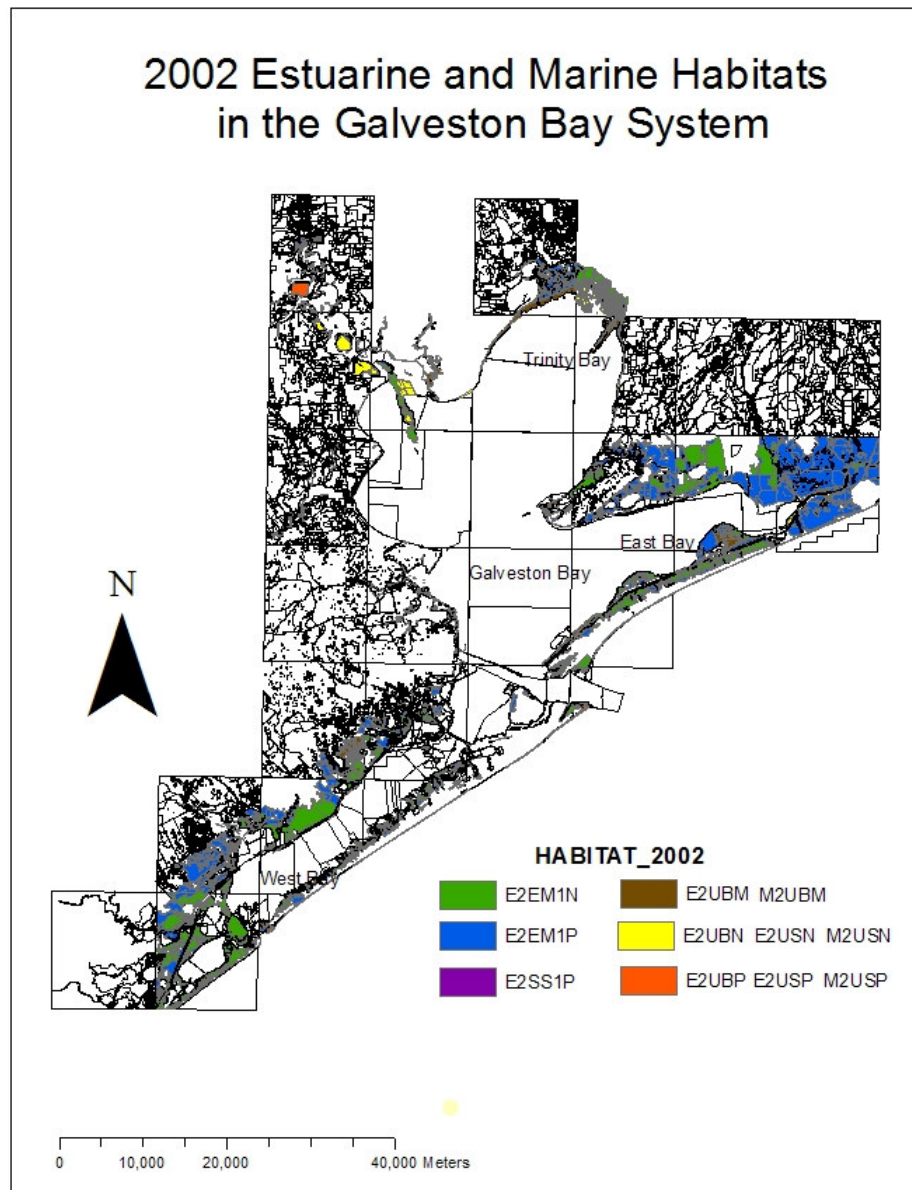 2002 Estuarine and Marine Habitats
in the Galveston Bay System
Trinity Bay
East Bay
Galveston Bay
N
West Bay
HABITAT_2002
E2EM1N
E2UBM M2UBM
E2EM1P
E2UBN E2USN M2USN
E2SS1P
E2UBP E2USP M2USP
0 10,000 20,000 40,000 Meters